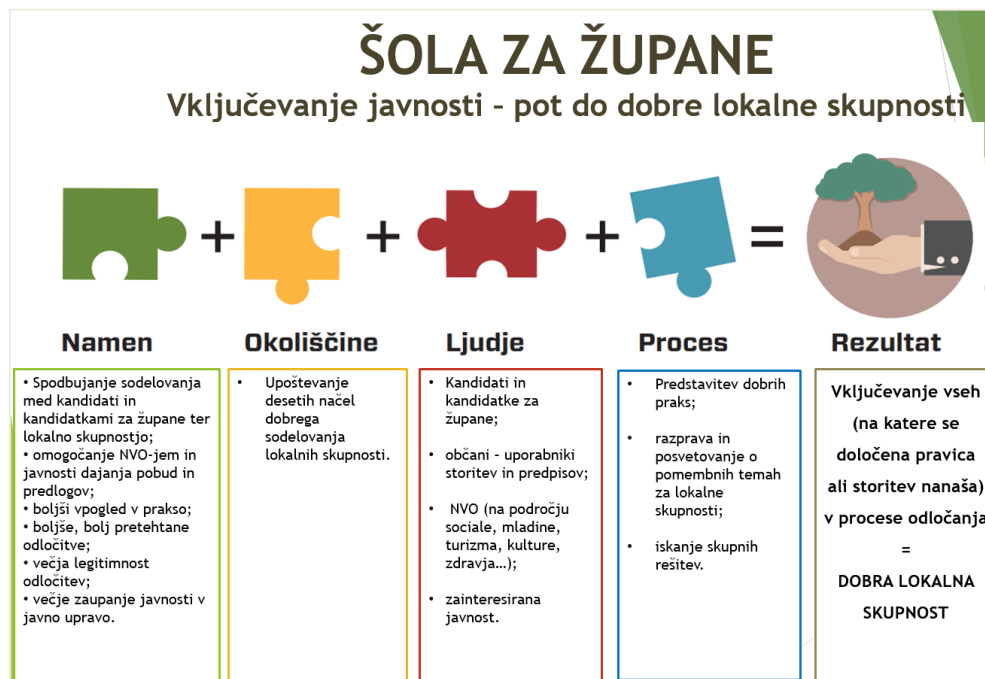 ŠOLA ZA ŽUPANE
Vključevanje javnosti – pot do dobre lokalne skupnosti
+ + + =
Namen
• Spodbujanje sodelovanja
med kandidati in
kandidatkami za župane ter
lokalno skupnostjo;
• omogočanje NVO-jem in
javnosti dajanja pobud in
predlogov;
• boljši vpogled v prakso;
• boljše, bolj pretehtane
odločitve;
• večja legitimnost
odločitev;
• večje zaupanje javnosti v
javno upravo.
Okoliščine
• Upoštevanje
desetih načel
dobrega
sodelovanja
lokalnih skupnosti.
Ljudje
• Kandidati in
kandidatke za
župane;
• občani – uporabniki
storitev in predpisov;
• NVO (na področju
sociale, mladine,
turizma, kulture,
zdravja…);
• zainteresirana
javnost.
Proces
• Predstavitev dobrih
praks;
• razprava in
posvetovanje o
pomembnih temah
za lokalne
skupnosti;
• iskanje skupnih
rešitev.
Rezultat
Vključevanje vseh
(na katere se
določena pravica
ali storitev nanaša)
v procese odločanja
=
DOBRA LOKALNA
SKUPNOST